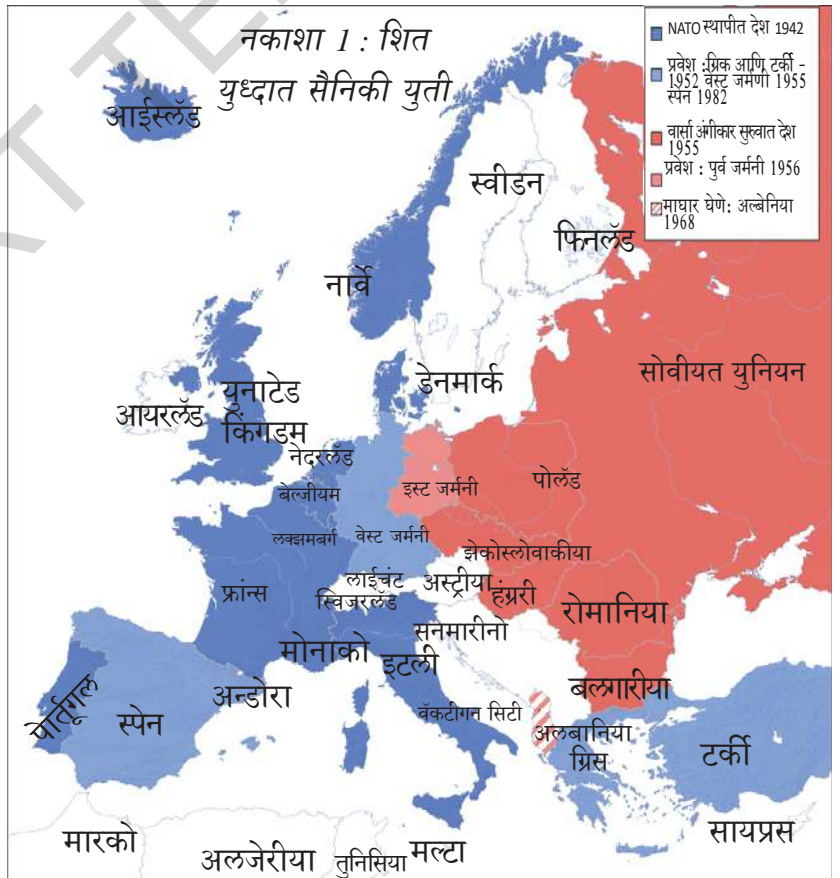 नकाशा 1 : शित
युध्दात सैनिकी युती
NATO स्थापीत देश 1942
प्रवेश :ग्रिक आणि टर्की -
1952 वेस्ट जर्मणी 1955
स्पेन 1982
वार्सा अंगीकार सुरुवात देश
1955
प्रवेश : पुर्व जर्मनी 1956
माघार घेणे: अल्बेनिया
1968
आईस्लॅड
स्वीडन
फिनलॅड
नार्वे
सोवीयत युनियन
डेनमार्क
युनाटेड
किंगडम
आयरलॅड
नेदरलॅड
बेल्जीयम
इस्ट जर्मनी
पोलॅड
लक्झमबर्ग
वेस्ट जर्मनी
झेकोस्लोवाकीया
लाईचंट
अस्ट्रीया
फ्रांन्स
स्विजरलॅड
हंग्ररी
रोमानिया
सनमारीनो
मोनाको
इटली
अन्डोरा
बलगारीया
पोर्तूगल
स्पेन
वॅकटीगन सिटी
अलबानिया
ग्रिस
टर्की
सायप्रस
मारको
अलजेरीया
तुनिसिया
मल्टा